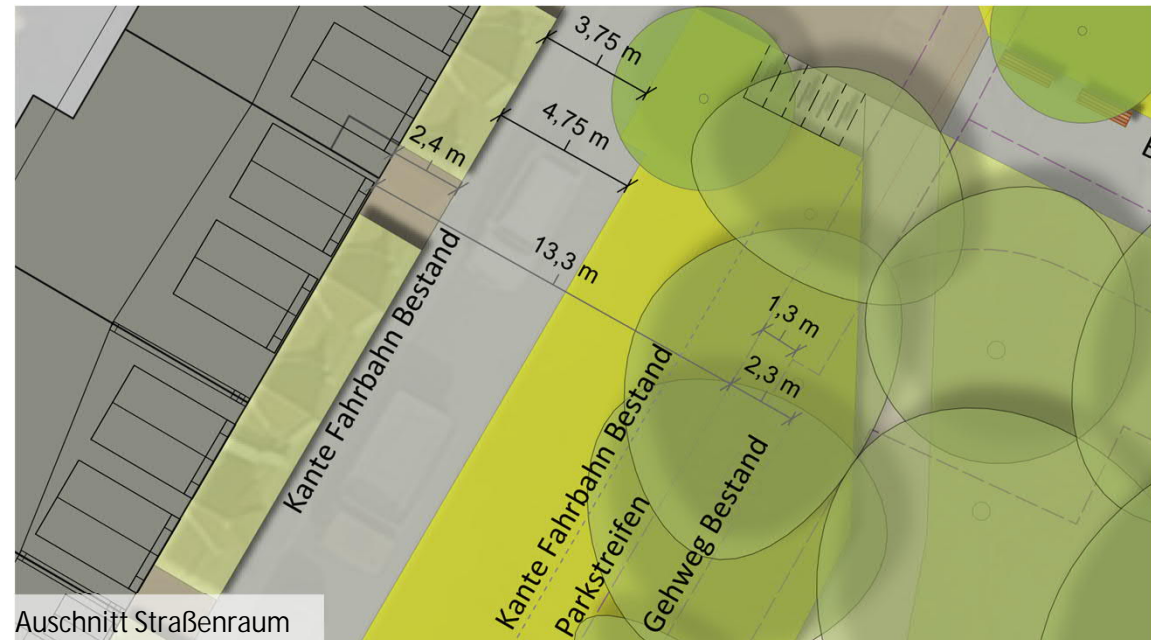 3,75 m
4,75 m
2,4 m
13,3 m
1,3 m
2,3 m
Kante Fahrbahn Bestand
Kante Fahrbahn Bestand
Parkstreifen
Gehweg Bestand
Auschnitt Straßenraum